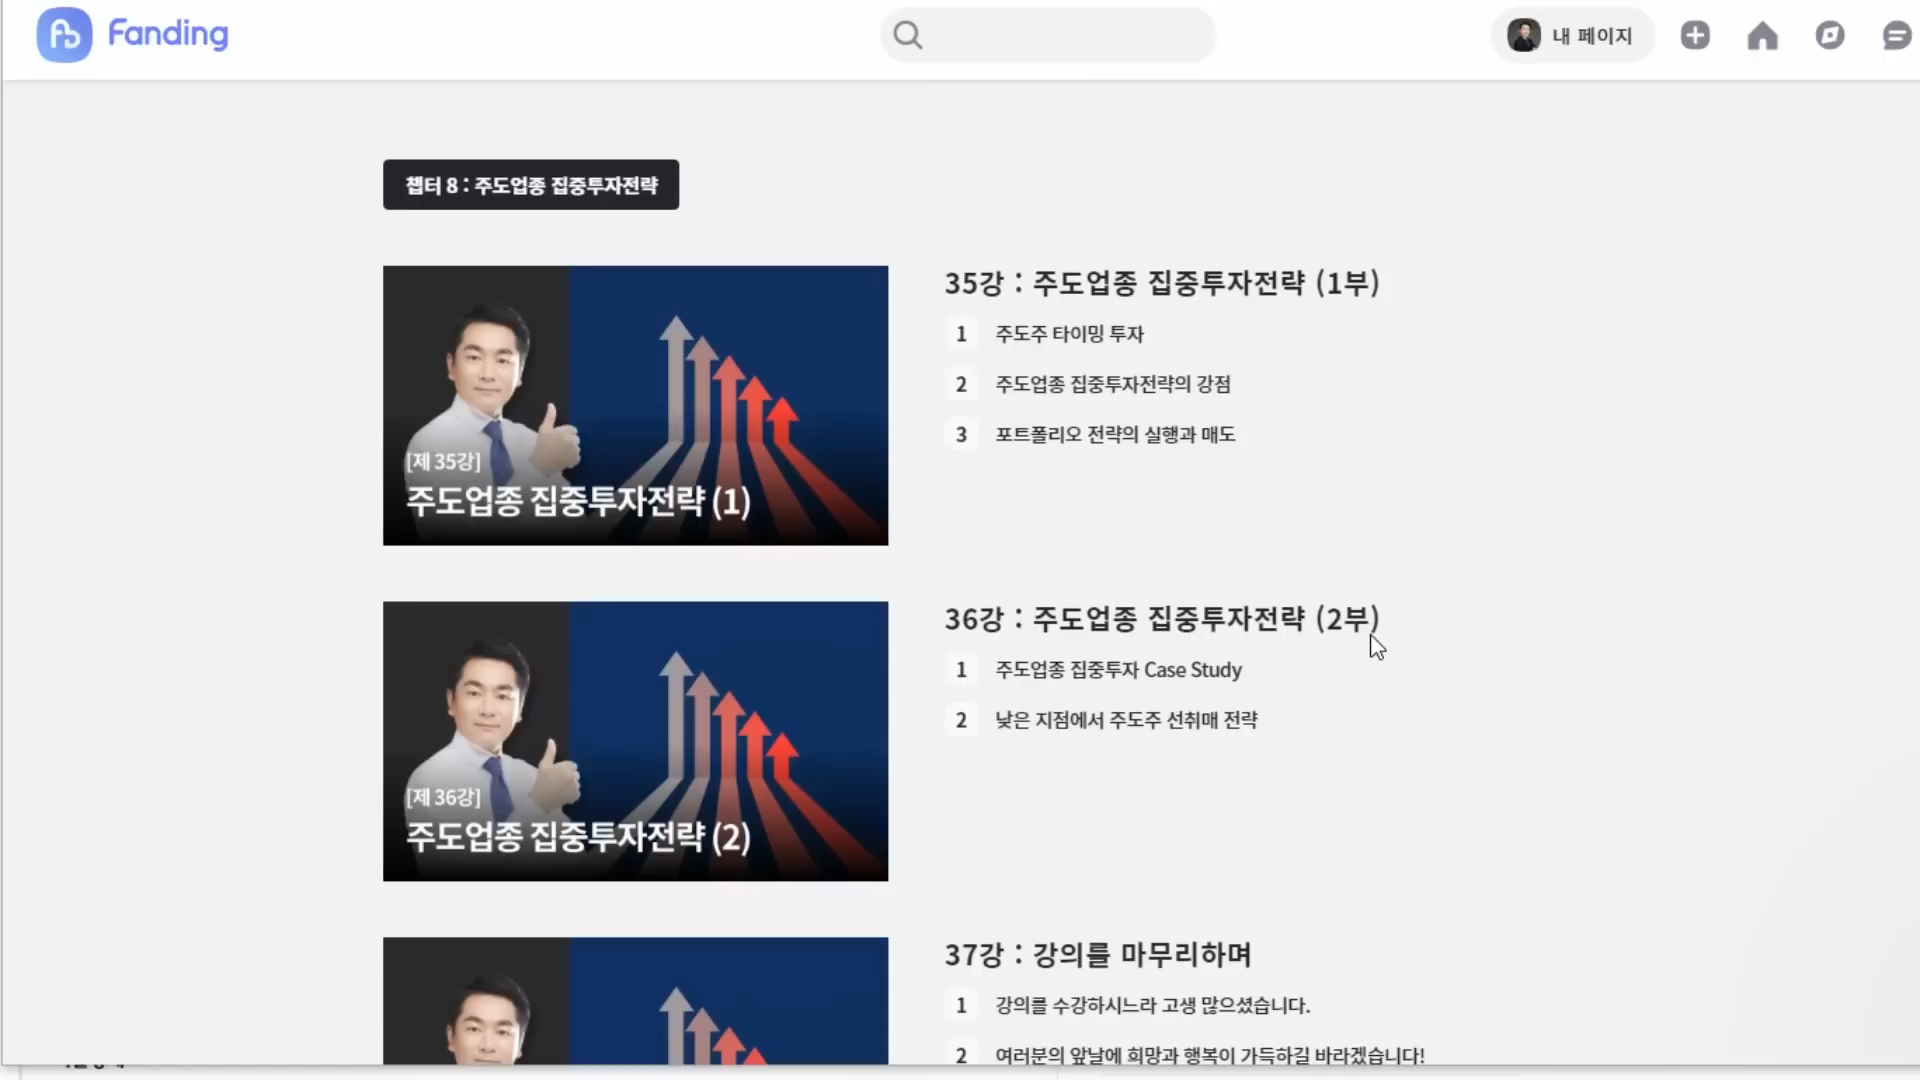 Fanding
내 페이지
챕터 8 : 주도업종 집중투자전략
[제 35강]
주도업종 집중투자전략 (1)
35강 : 주도업종 집중투자전략 (1부)
1 주도주 타이밍 투자
2 주도업종 집중투자전략의 강점
3 포트폴리오 전략의 실행과 매도
[제 36강]
주도업종 집중투자전략 (2)
36강 : 주도업종 집중투자전략 (2부)
1 주도업종 집중투자 Case Study
2 낮은 지점에서 주도주 선취매 전략
37강 : 강의를 마무리하며
1 강의를 수강하시느라 고생 많으셨습니다.
2 여러분의 앞날에 희망과 행복이 가득하길 바라겠습니다!